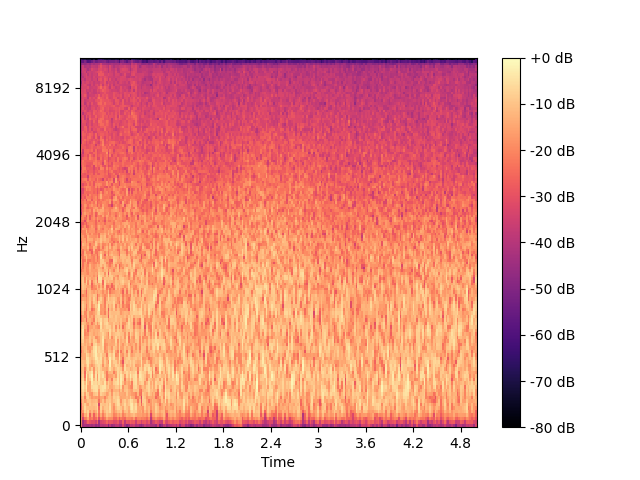 8192
4096
2048
1024
512
0
Hz
0 0.6 1.2 1.8 2.4 3 3.6 4.2 4.8
Time
+0 dB
-10 dB
-20 dB
-30 dB
-40 dB
-50 dB
-60 dB
-70 dB
-80 dB